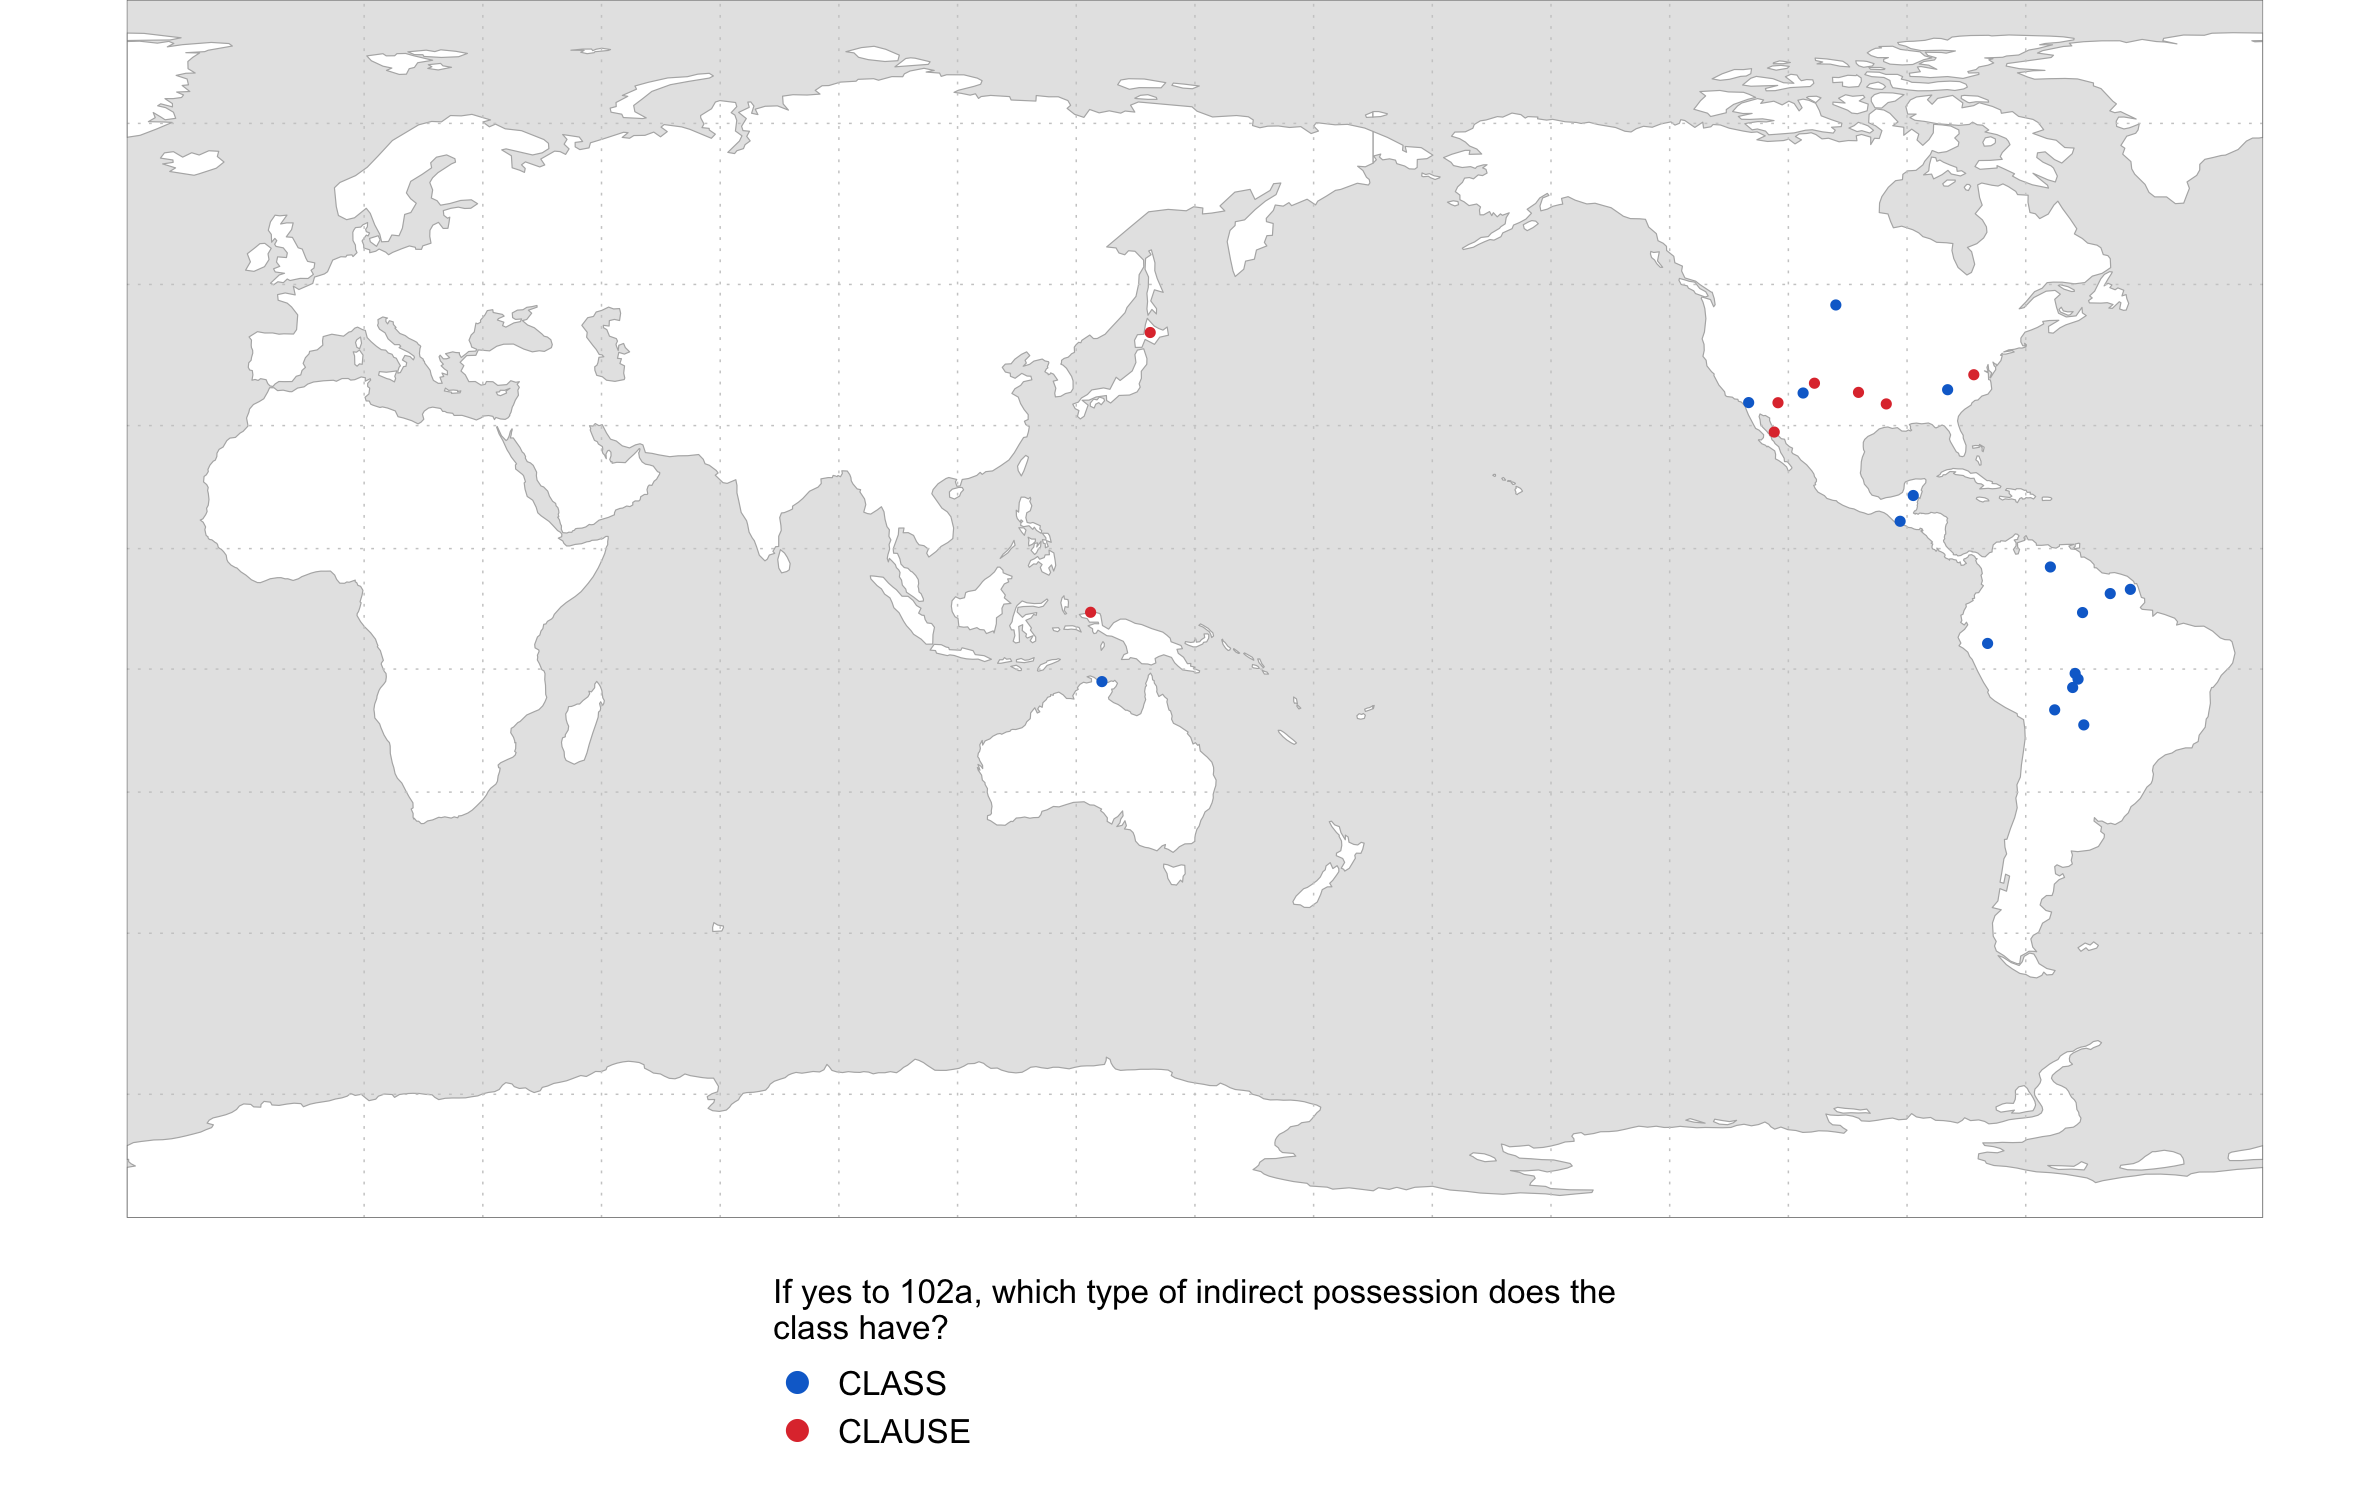 If yes to 102a, which type of indirect possession does the
class have?
CLASS
CLAUSE